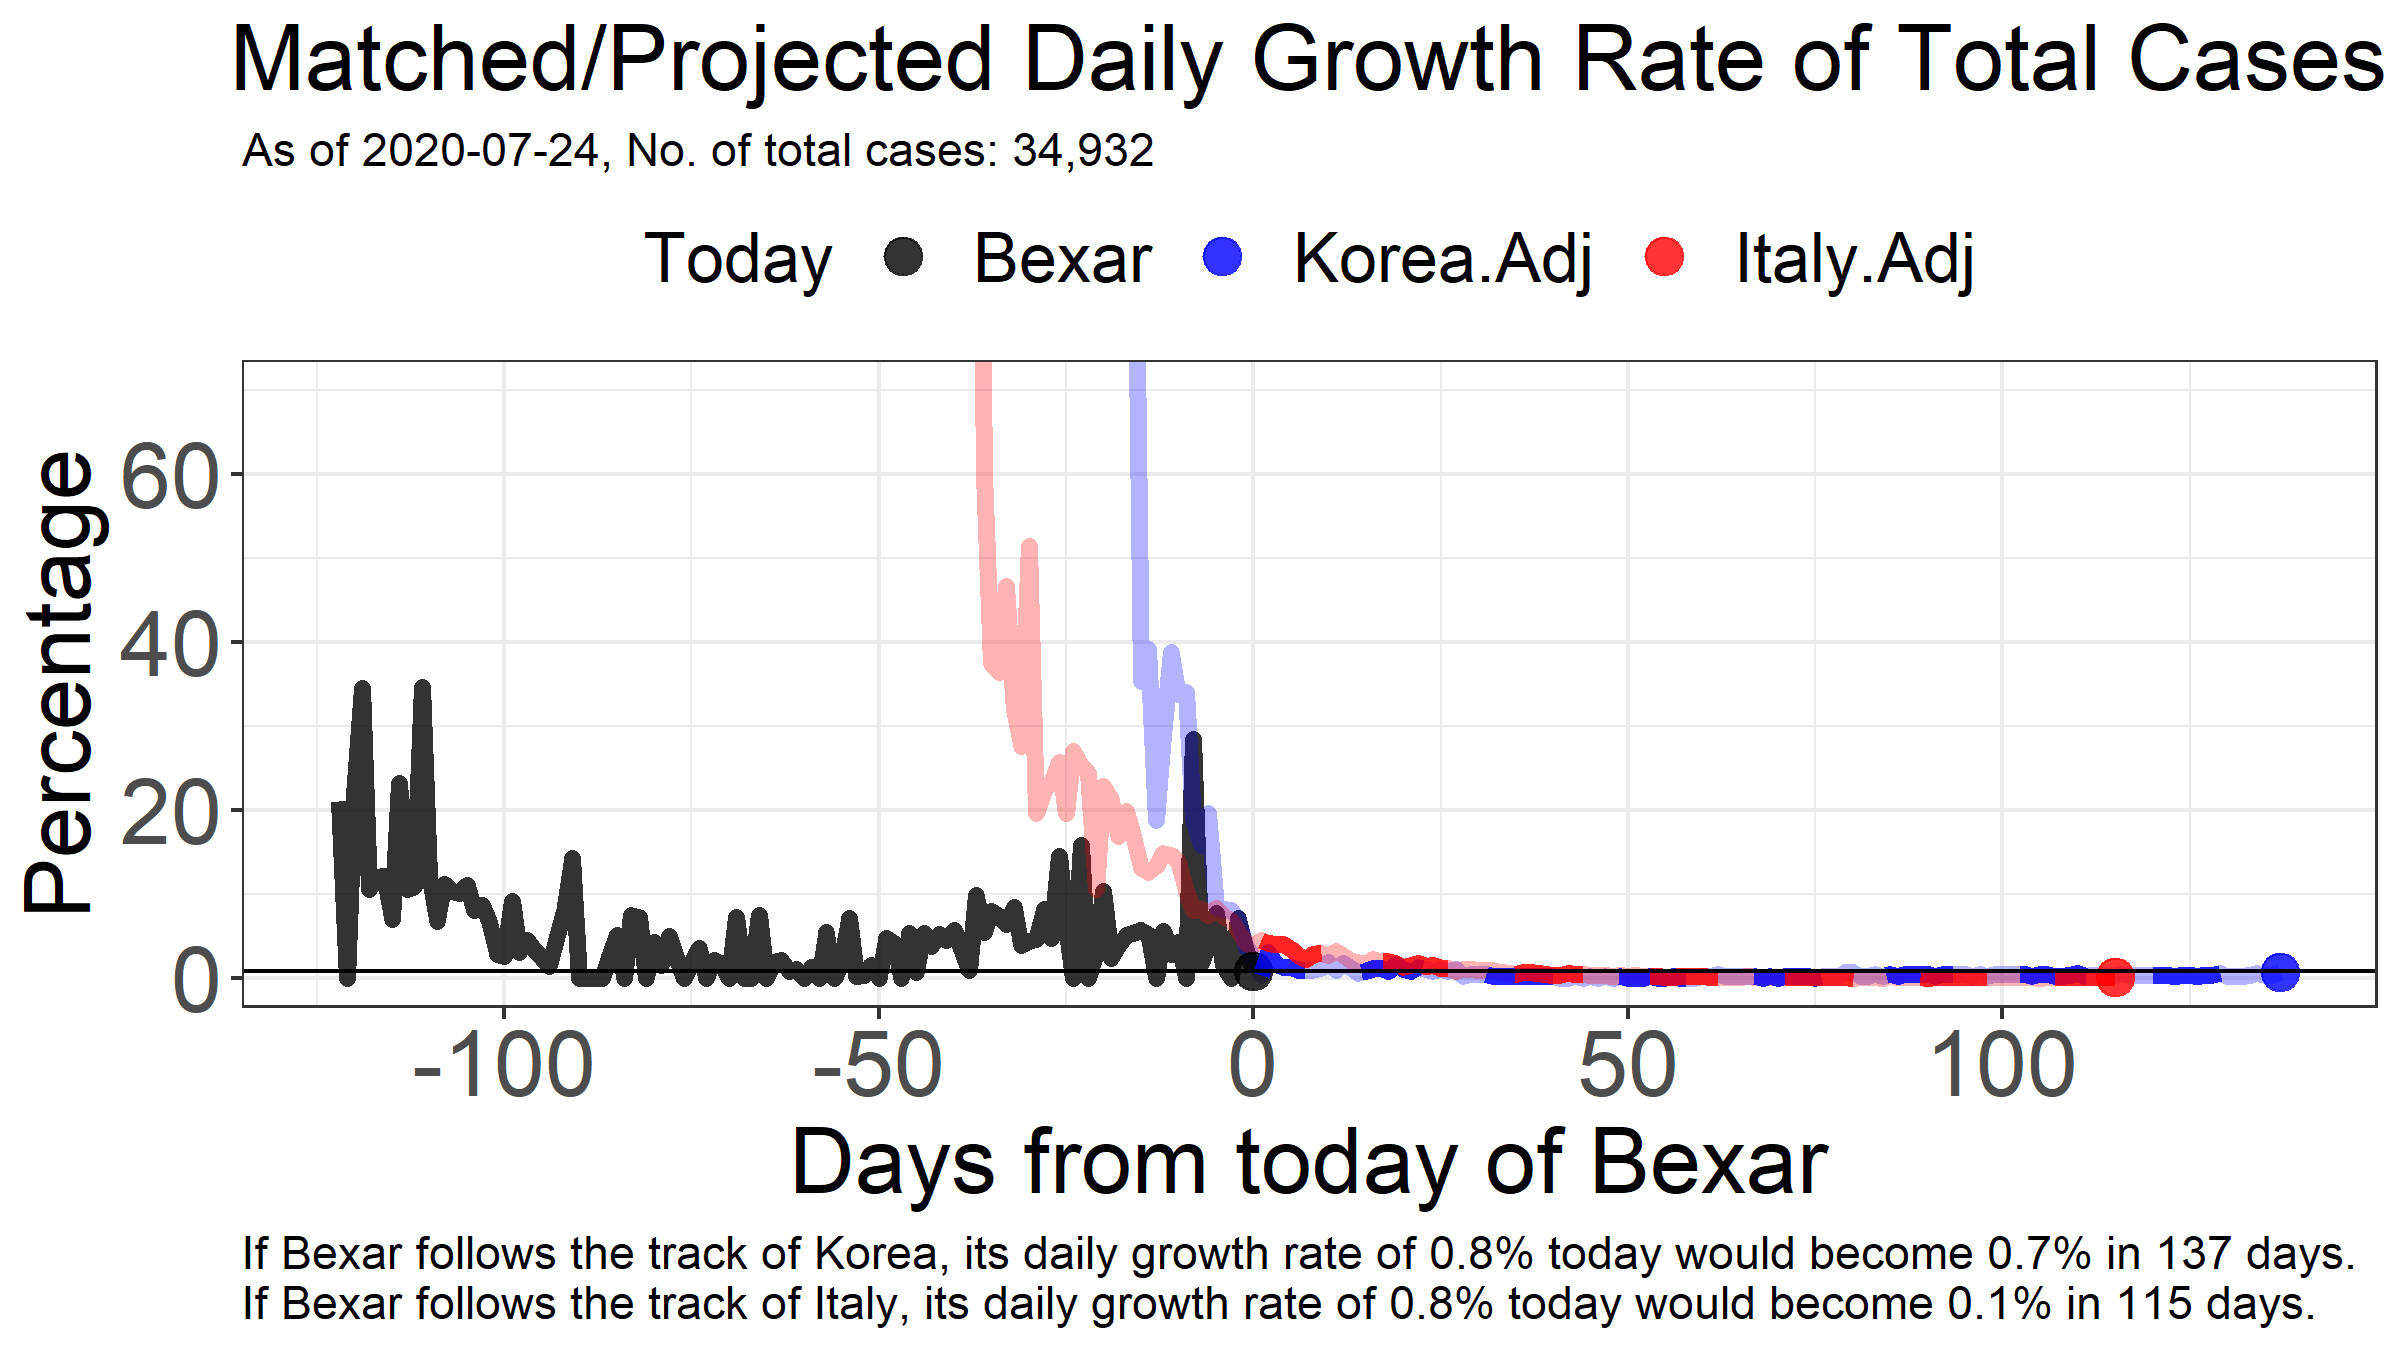 Matched/Projected Daily Growth Rate of Total Cases
As of 2020-07-24, No. of total cases: 34,932
Today Bexar Korea.Adj Italy.Adj
Percentage
60
40
20
0
-100 -50 0 50 100
Days from today of Bexar
If Bexar follows the track of Korea, its daily growth rate of 0.8% today would become 0.7% in 137 days.
If Bexar follows the track of Italy, its daily growth rate of 0.8% today would become 0.1% in 115 days.